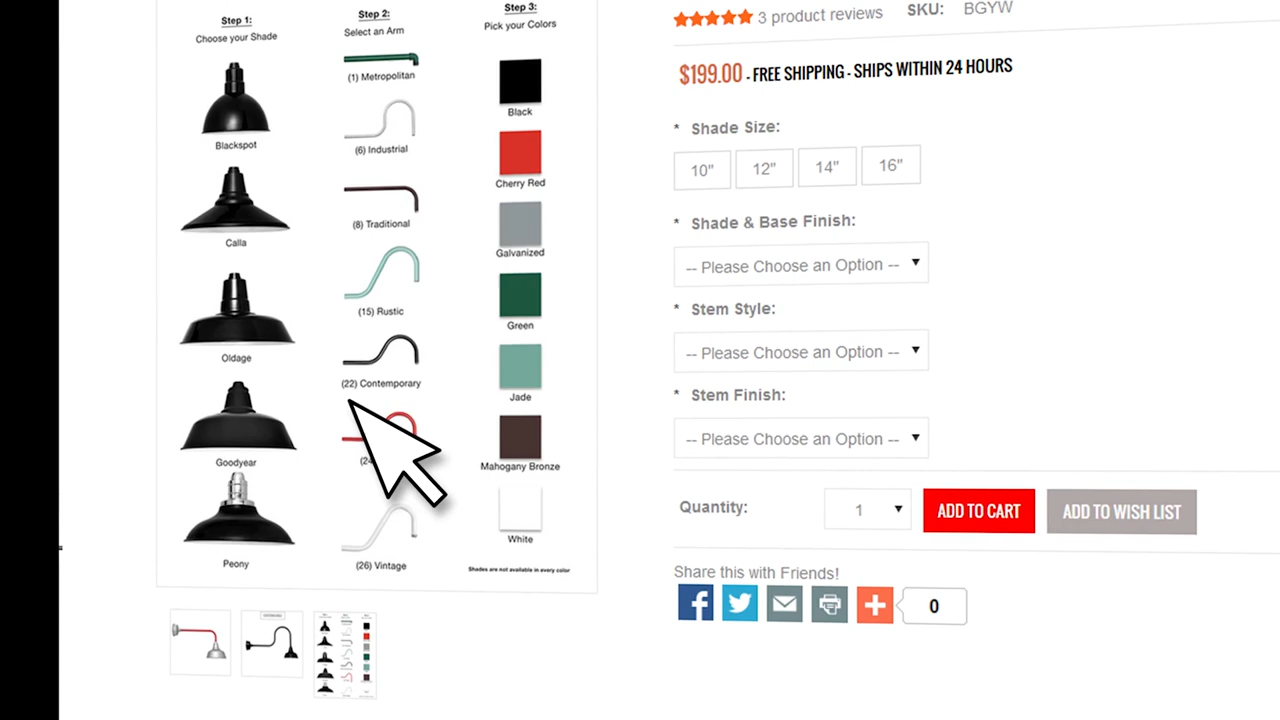 Step 1:
Choose your Shade
Blackspot
Calla
Oldage
Goodyear
Peony
Step 2:
Select an Arm
(1) Metropolitan
(6) Industrial
(8) Traditional
(15) Rustic
(22) Contemporary
(26) Vintage
Step 3:
Pick your Colors
Black
Cherry Red
Galvanized
Green
Jade
Mahogany Bronze
White
Shades are not available in every color
3 product reviews SKU: BGYW
$199.00 - FREE SHIPPING - SHIPS WITHIN 24 HOURS
* Shade Size:
10" 12" 14" 16"
* Shade & Base Finish:
-- Please Choose an Option --
* Stem Style:
-- Please Choose an Option --
* Stem Finish:
-- Please Choose an Option --
Quantity: 1 ADD TO CART ADD TO WISH LIST
Share this with Friends!
0